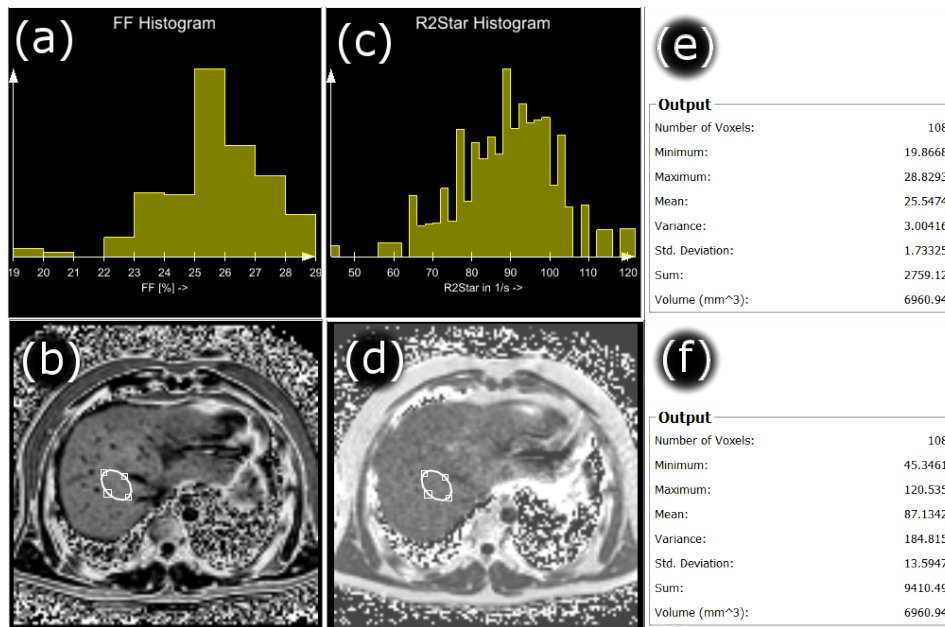 (a)
FF Histogram
19 20 21 22 23 24 25 26 27 28 29
FF [%] ->
(c)
R2Star Histogram
50 60 70 80 90 100 110 120
R2Star in 1/s ->
(e)
Output
Number of Voxels: 108
Minimum: 19.8668
Maximum: 28.8293
Mean: 25.5474
Variance: 3.00416
Std. Deviation: 1.73325
Sum: 2759.12
Volume (mm^3): 6960.94
(b)
(d)
(f)
Output
Number of Voxels: 108
Minimum: 45.3461
Maximum: 120.535
Mean: 87.1342
Variance: 184.815
Std. Deviation: 13.5947
Sum: 9410.49
Volume (mm^3): 6960.94